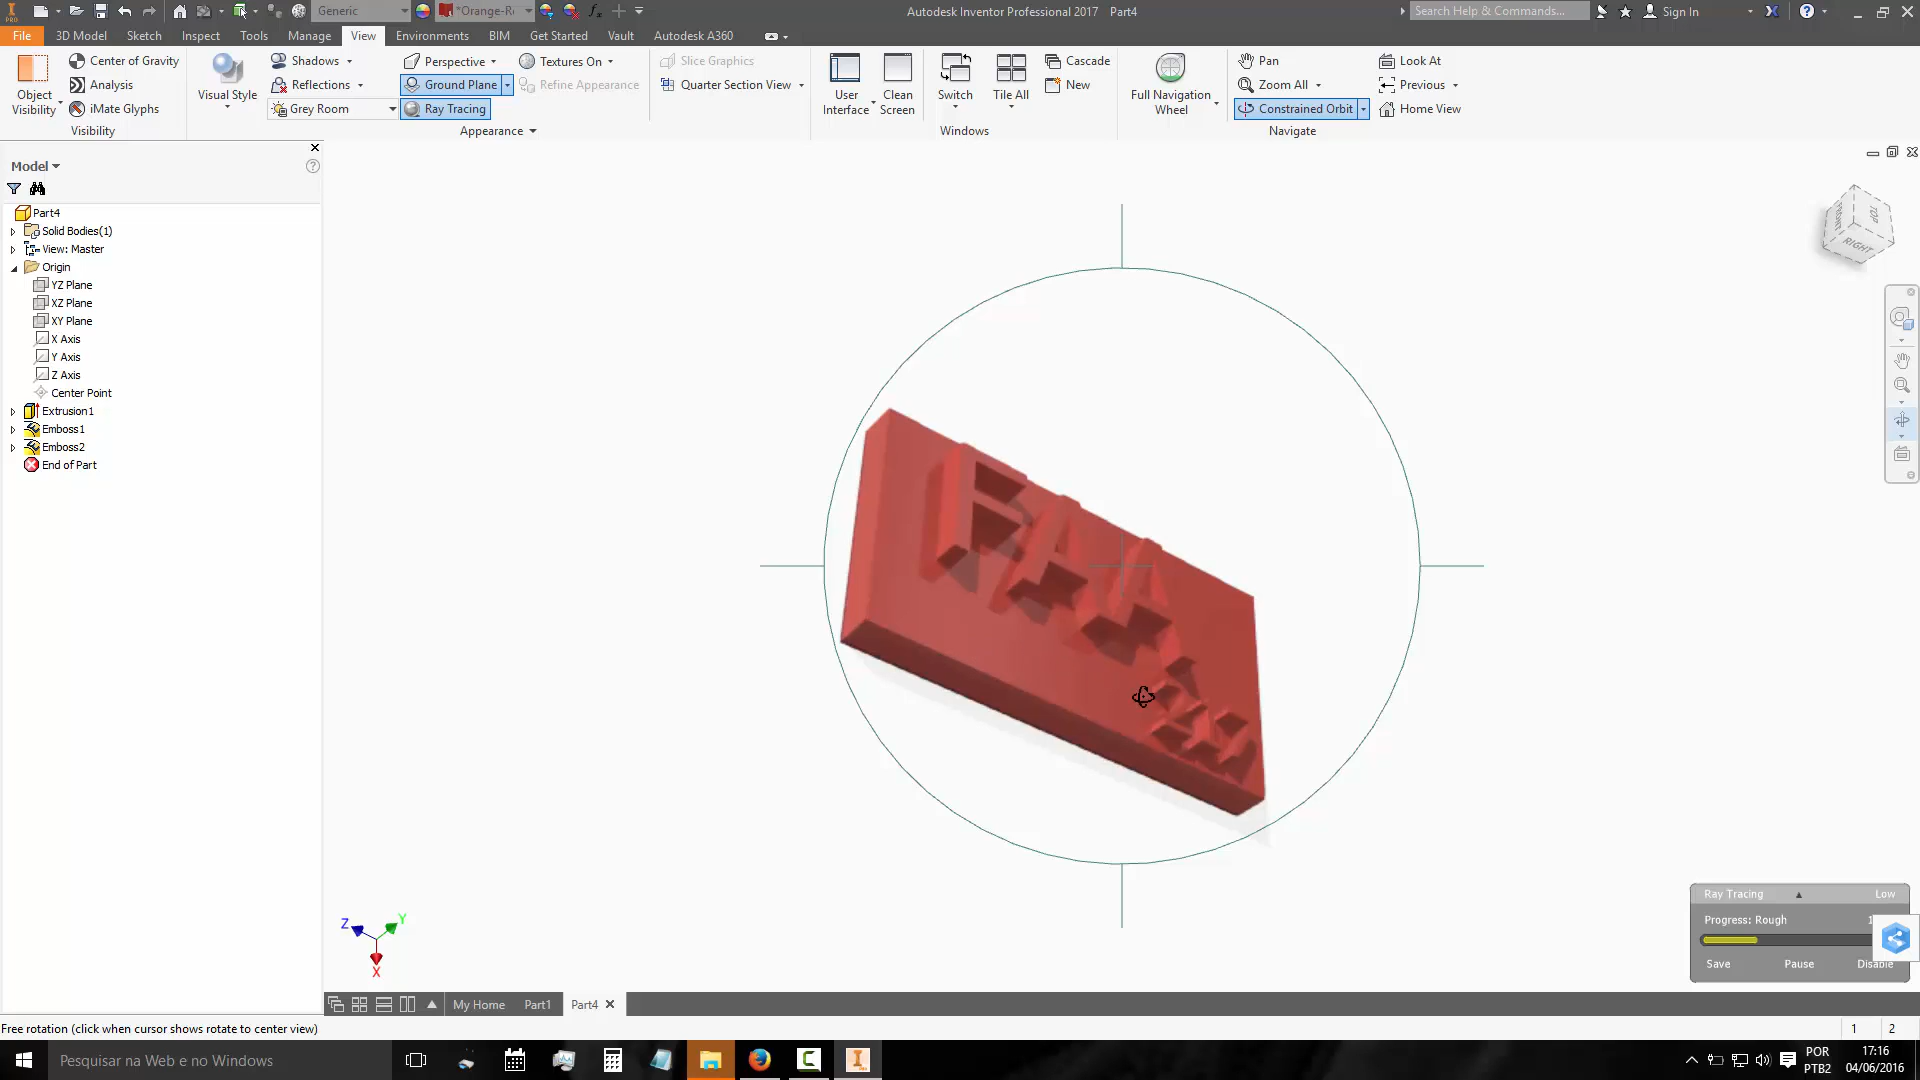 Generic
*Orange-R
fx
Autodesk Inventor Professional 2017 Part4
Search Help & Commands...
Sign In
File 3D Model Sketch Inspect Tools Manage View Environments BIM Get Started Vault Autodesk A360
Object Visibility
Center of Gravity
Analysis
iMate Glyphs
Visibility
Visual Style
Shadows
Reflections
Grey Room
Perspective
Ground Plane
Ray Tracing
Textures On
Refine Appearance
Appearance
Slice Graphics
Quarter Section View
User Interface
Clean Screen
Switch
Tile All
Cascade
New
Windows
Full Navigation Wheel
Pan
Zoom All
Constrained Orbit
Look At
Previous
Home View
Navigate
Model
Part4
Solid Bodies(1)
View: Master
Origin
YZ Plane
XZ Plane
XY Plane
X Axis
Y Axis
Z Axis
Center Point
Extrusion1
Emboss1
Emboss2
End of Part
TOP
RIGHT
Z Y
X
Ray Tracing Low
Progress: Rough
Save Pause Disable
My Home Part1 Part4
Free rotation (click when cursor shows rotate to center view)
1 2
Pesquisar na Web e no Windows
POR
PTB2
17:16
04/06/2016